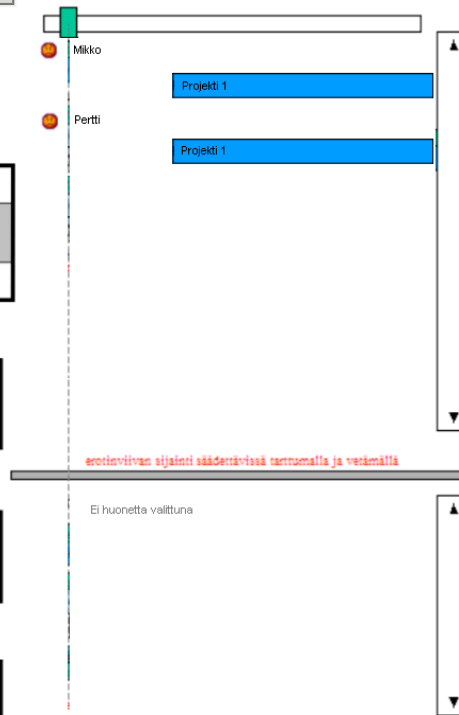 Mikko
Projekti 1
Pertti
Projekti 1
erotinviivan sijainti säädettävissä tarttumalla ja vetämällä
Ei huonetta valittuna